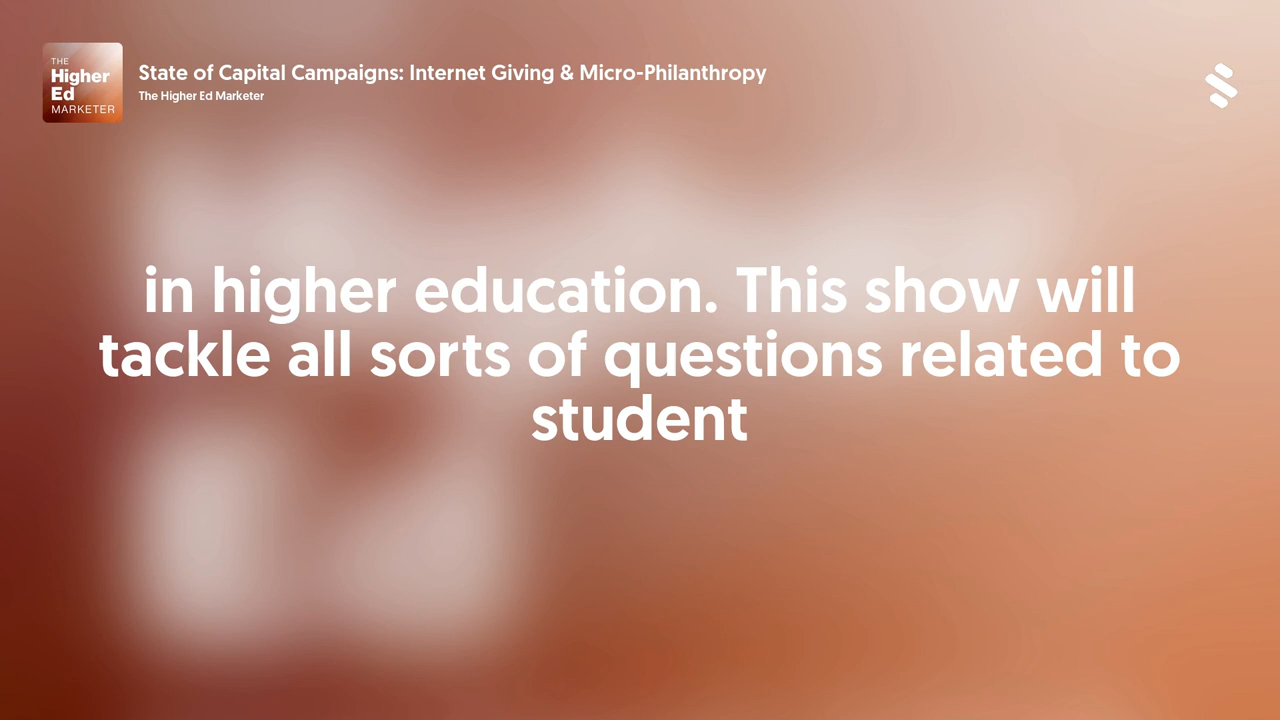 THE
Higher
Ed
MARKETER
State of Capital Campaigns: Internet Giving & Micro-Philanthropy
The Higher Ed Marketer
in higher education. This show will
tackle all sorts of questions related to
student